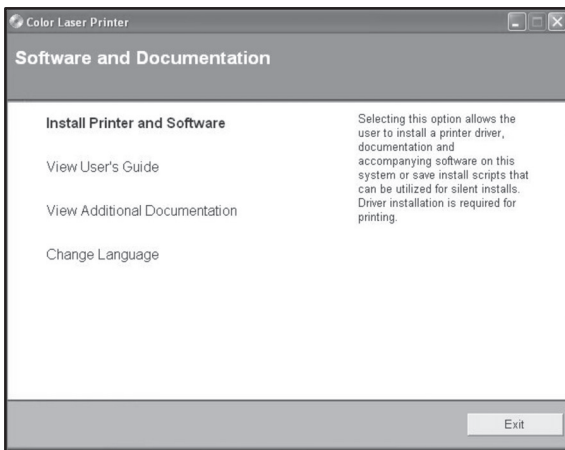 Color Laser Printer
Software and Documentation
Install Printer and Software
Selecting this option allows the
user to install a printer driver,
documentation and
accompanying software on this
system or save install scripts that
can be utilized for silent installs.
Driver installation is required for
printing.
View User's Guide
View Additional Documentation
Change Language
Exit